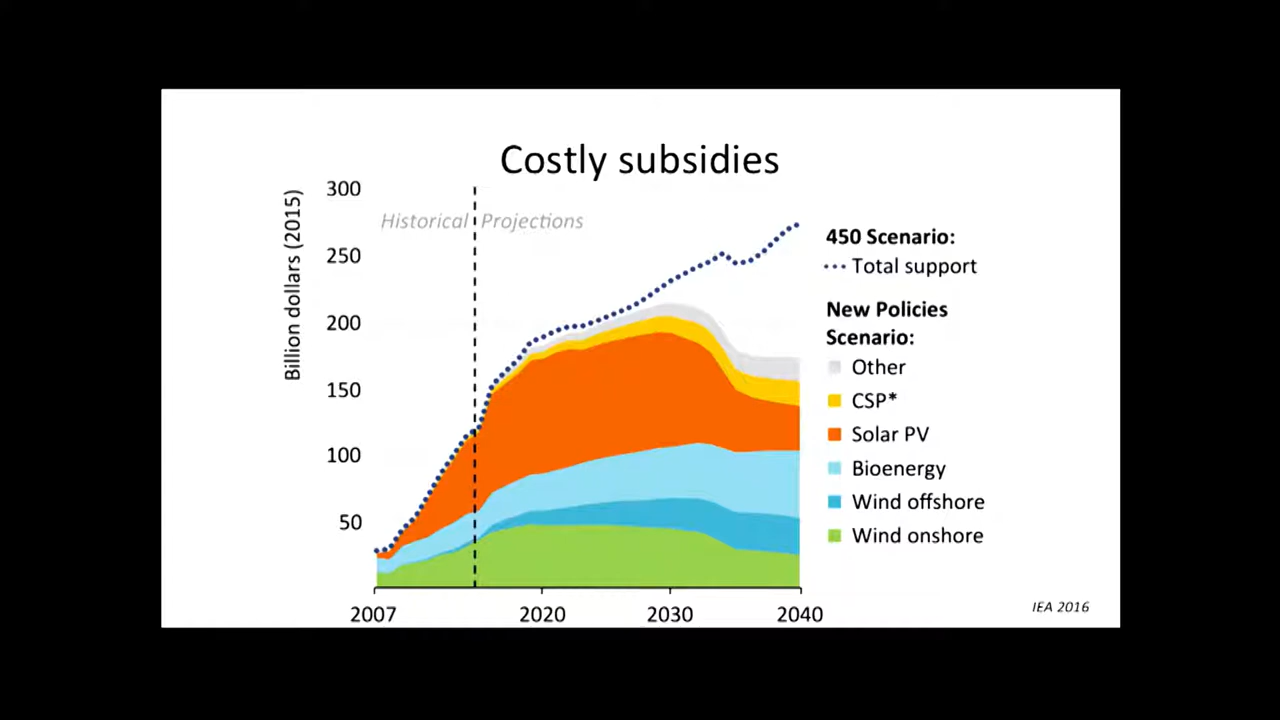 Costly subsidies
Billion dollars (2015)
300
250
200
150
100
50
Historical
Projections
2007
2020
2030
2040
450 Scenario:
Total support
New Policies
Scenario:
Other
CSP*
Solar PV
Bioenergy
Wind offshore
Wind onshore
IEA 2016